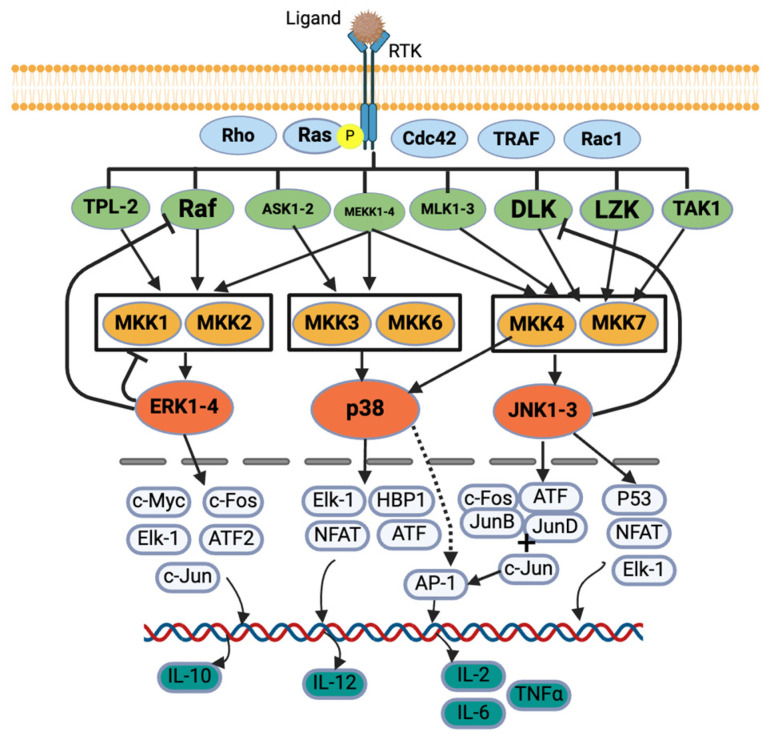 Ligand
RTK
Rho
Ras
P
Cdc42
TRAF
Rac1
TPL-2
Raf
ASK1-2
MEKK1-4
MLK1-3
DLK
LZK
TAK1
MKK1
MKK2
MKK3
MKK6
MKK4
MKK7
ERK1-4
p38
JNK1-3
c-Myc
c-Fos
Elk-1
HBP1
c-Fos
ATF
P53
Elk-1
ATF2
NFAT
ATF
JunB
JunD
NFAT
+
c-Jun
AP-1
c-Jun
Elk-1
IL-10
IL-12
IL-2
TNFα
IL-6